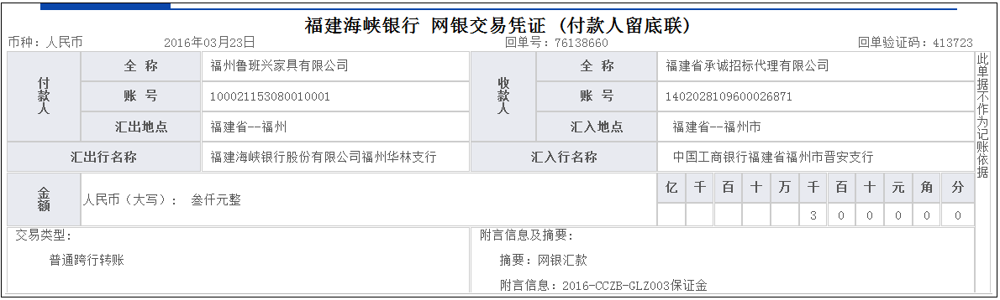 福建海峡银行 网银交易凭证 (付款人留底联)
币种：人民币 2016年03月23日 回单号：76138660 回单验证码：413723
付款人 全 称 福州鲁班兴家具有限公司 收款人 全 称 福建省承诚招标代理有限公司
账 号 100021153080010001 账 号 1402028109600026871
汇出地点 福建省--福州 汇入地点 福建省--福州市
汇出行名称 福建海峡银行股份有限公司福州华林支行 汇入行名称 中国工商银行福建省福州市晋安支行
金额 人民币（大写）： 叁仟元整 亿 千 百 十 万 千 百 十 元 角 分
3 0 0 0 0 0
交易类型： 附言信息及摘要：
普通跨行转账 摘要：网银汇款
附言信息：2016-CCZB-GLZ003保证金
此单据不作为记账依据